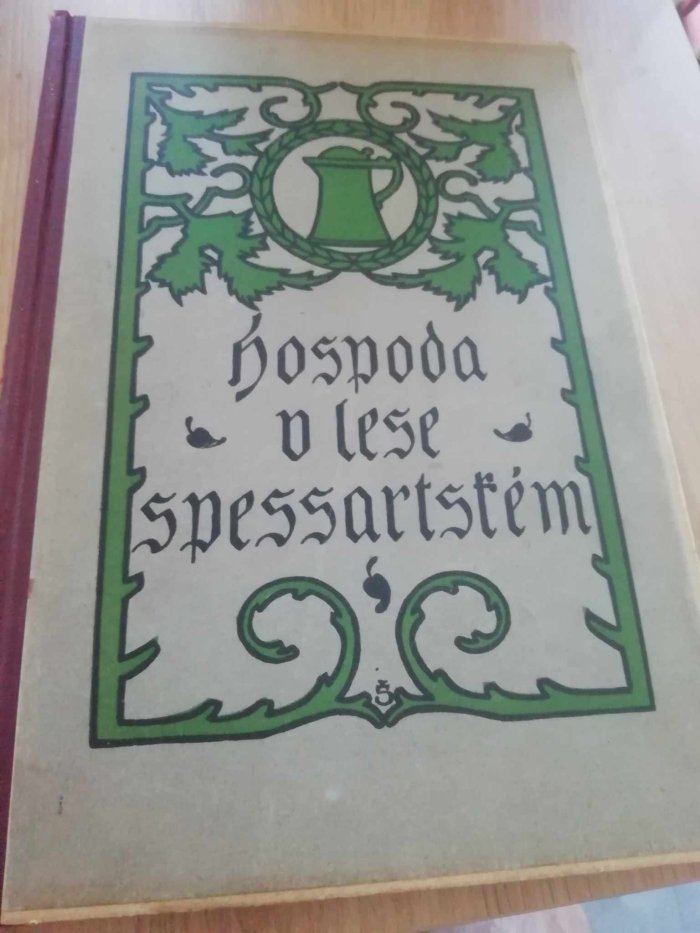 Hospoda
v lese
spessartském
Š